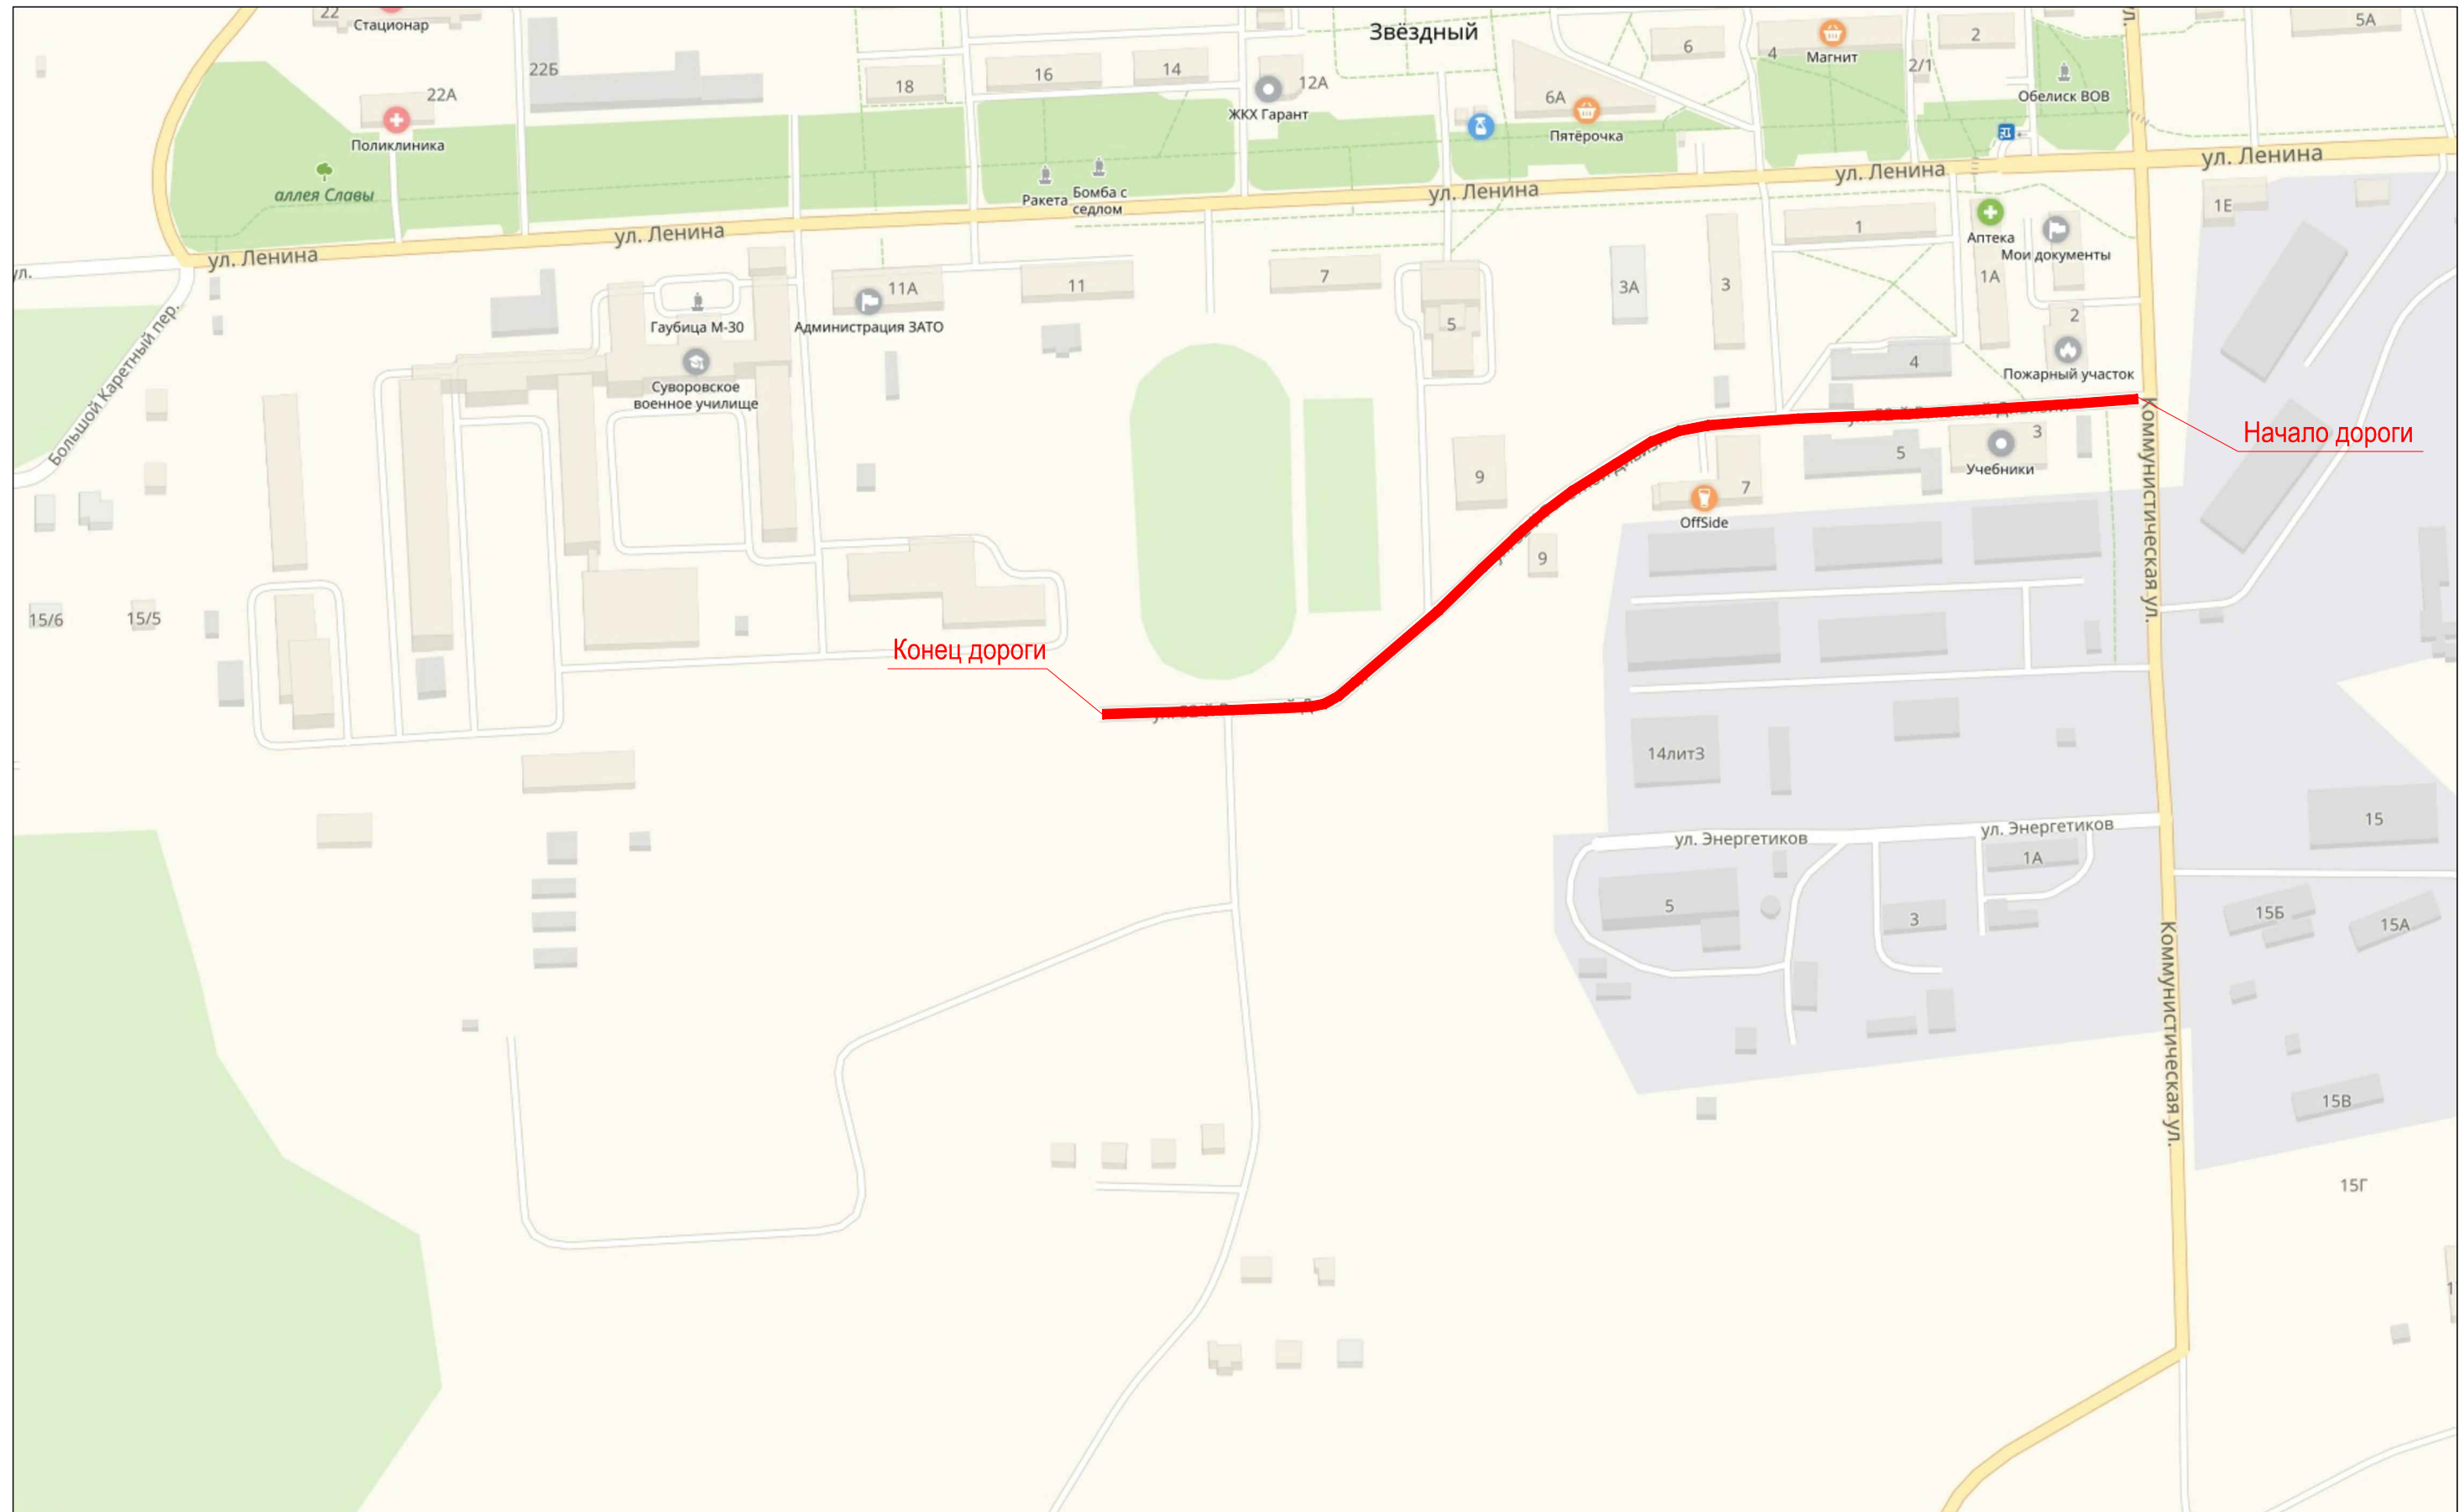 22
Стационар
22Б
22А
Поликлиника
аллея Славы
18
16
14
12А
ЖКХ Гарант
Звёздный
6А
Пятёрочка
6
4
Магнит
2/1
2
Обелиск ВОВ
ул.
5А
Ракета
Бомба с
седлом
ул. Ленина
ул. Ленина
ул. Ленина
ул. Ленина
ул. Ленина
ул.
Большой Каретный пер.
Гаубица М-30
Суворовское
военное училище
11А
Администрация ЗАТО
11
7
5
3А
3
1
Аптека
Мои документы
1А
2
Пожарный участок
1Е
4
Начало дороги
Коммунистическая ул.
3
Учебники
5
7
OffSide
9
9
15/6
15/5
Конец дороги
14лит3
ул. Энергетиков
ул. Энергетиков
1А
5
3
15
15Б
15А
Коммунистическая ул.
15В
15Г